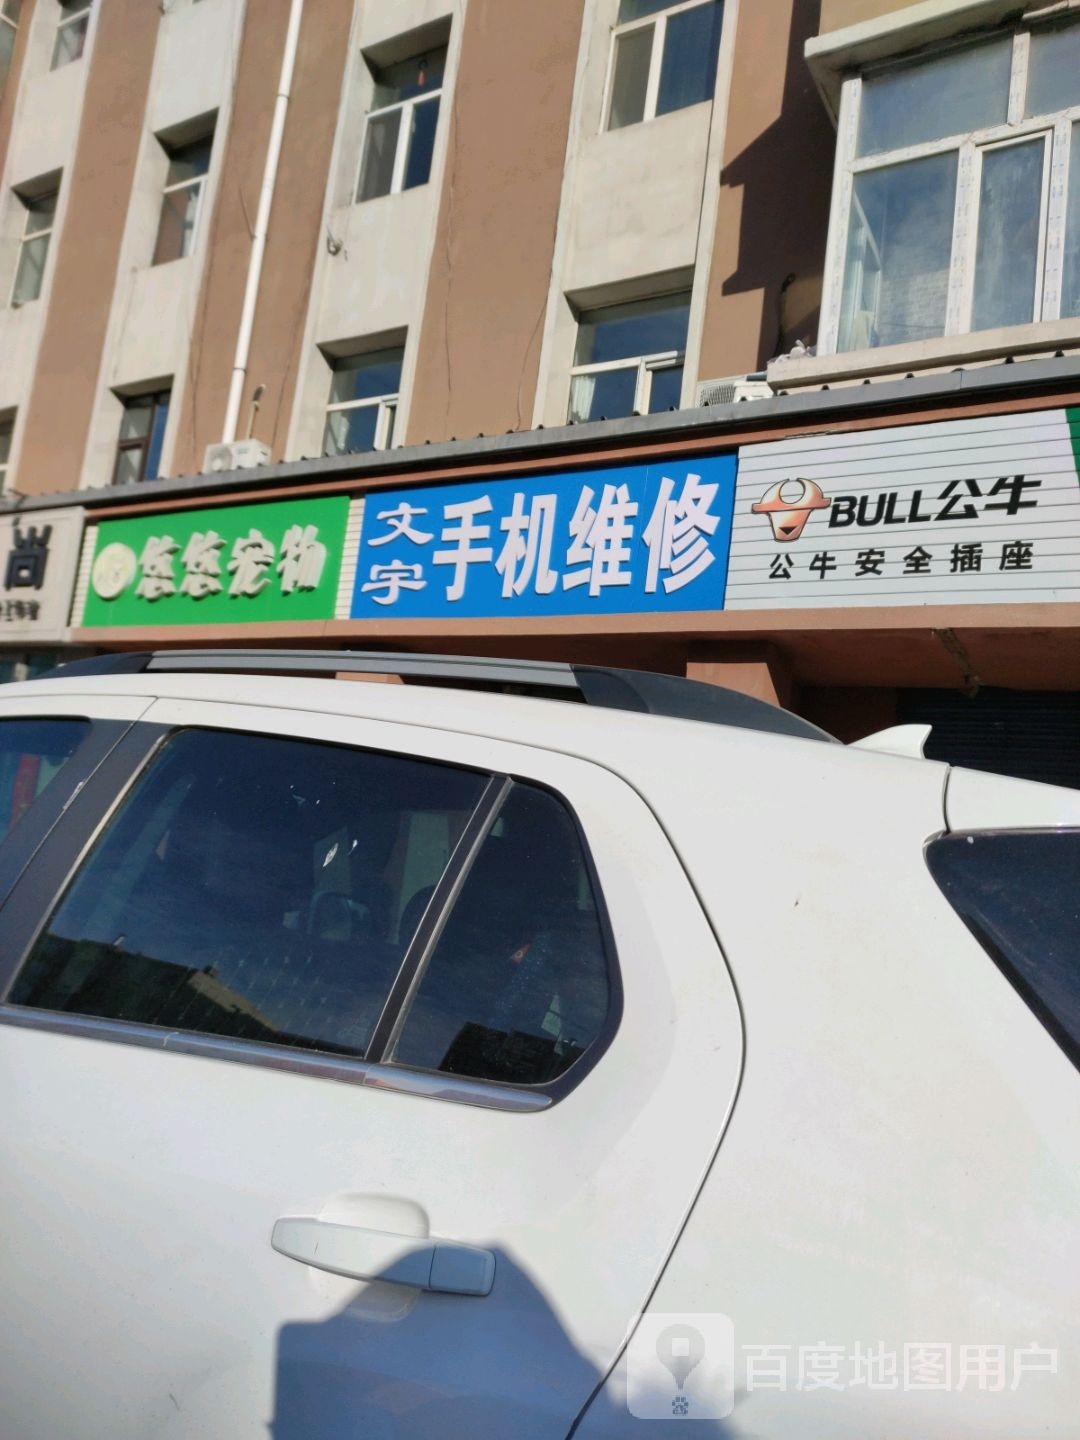 尚
悠悠宠物
文宇
手机维修
BULL公牛
公牛安全插座
百度地图用户